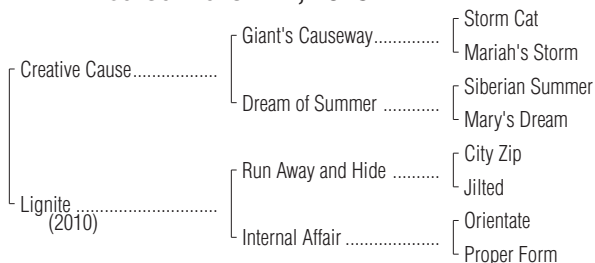 Storm Cat
Giant's Causeway
Mariah's Storm
Creative Cause
Siberian Summer
Dream of Summer
Mary's Dream
City Zip
Run Away and Hide
Jilted
Lignite
(2010)
Orientate
Internal Affair
Proper Form